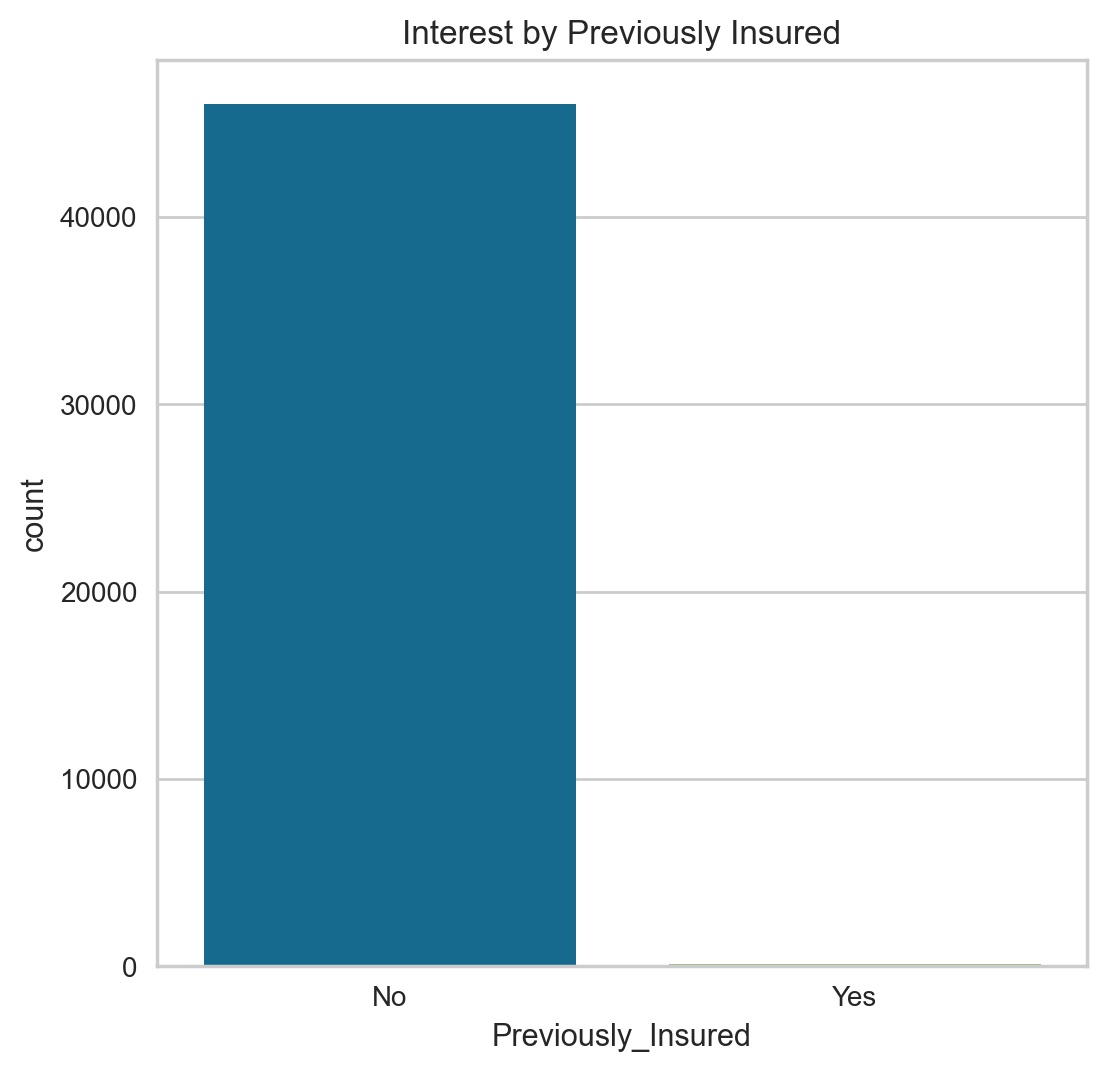 Interest by Previously Insured
count
40000
30000
20000
10000
0
No Yes
Previously_Insured